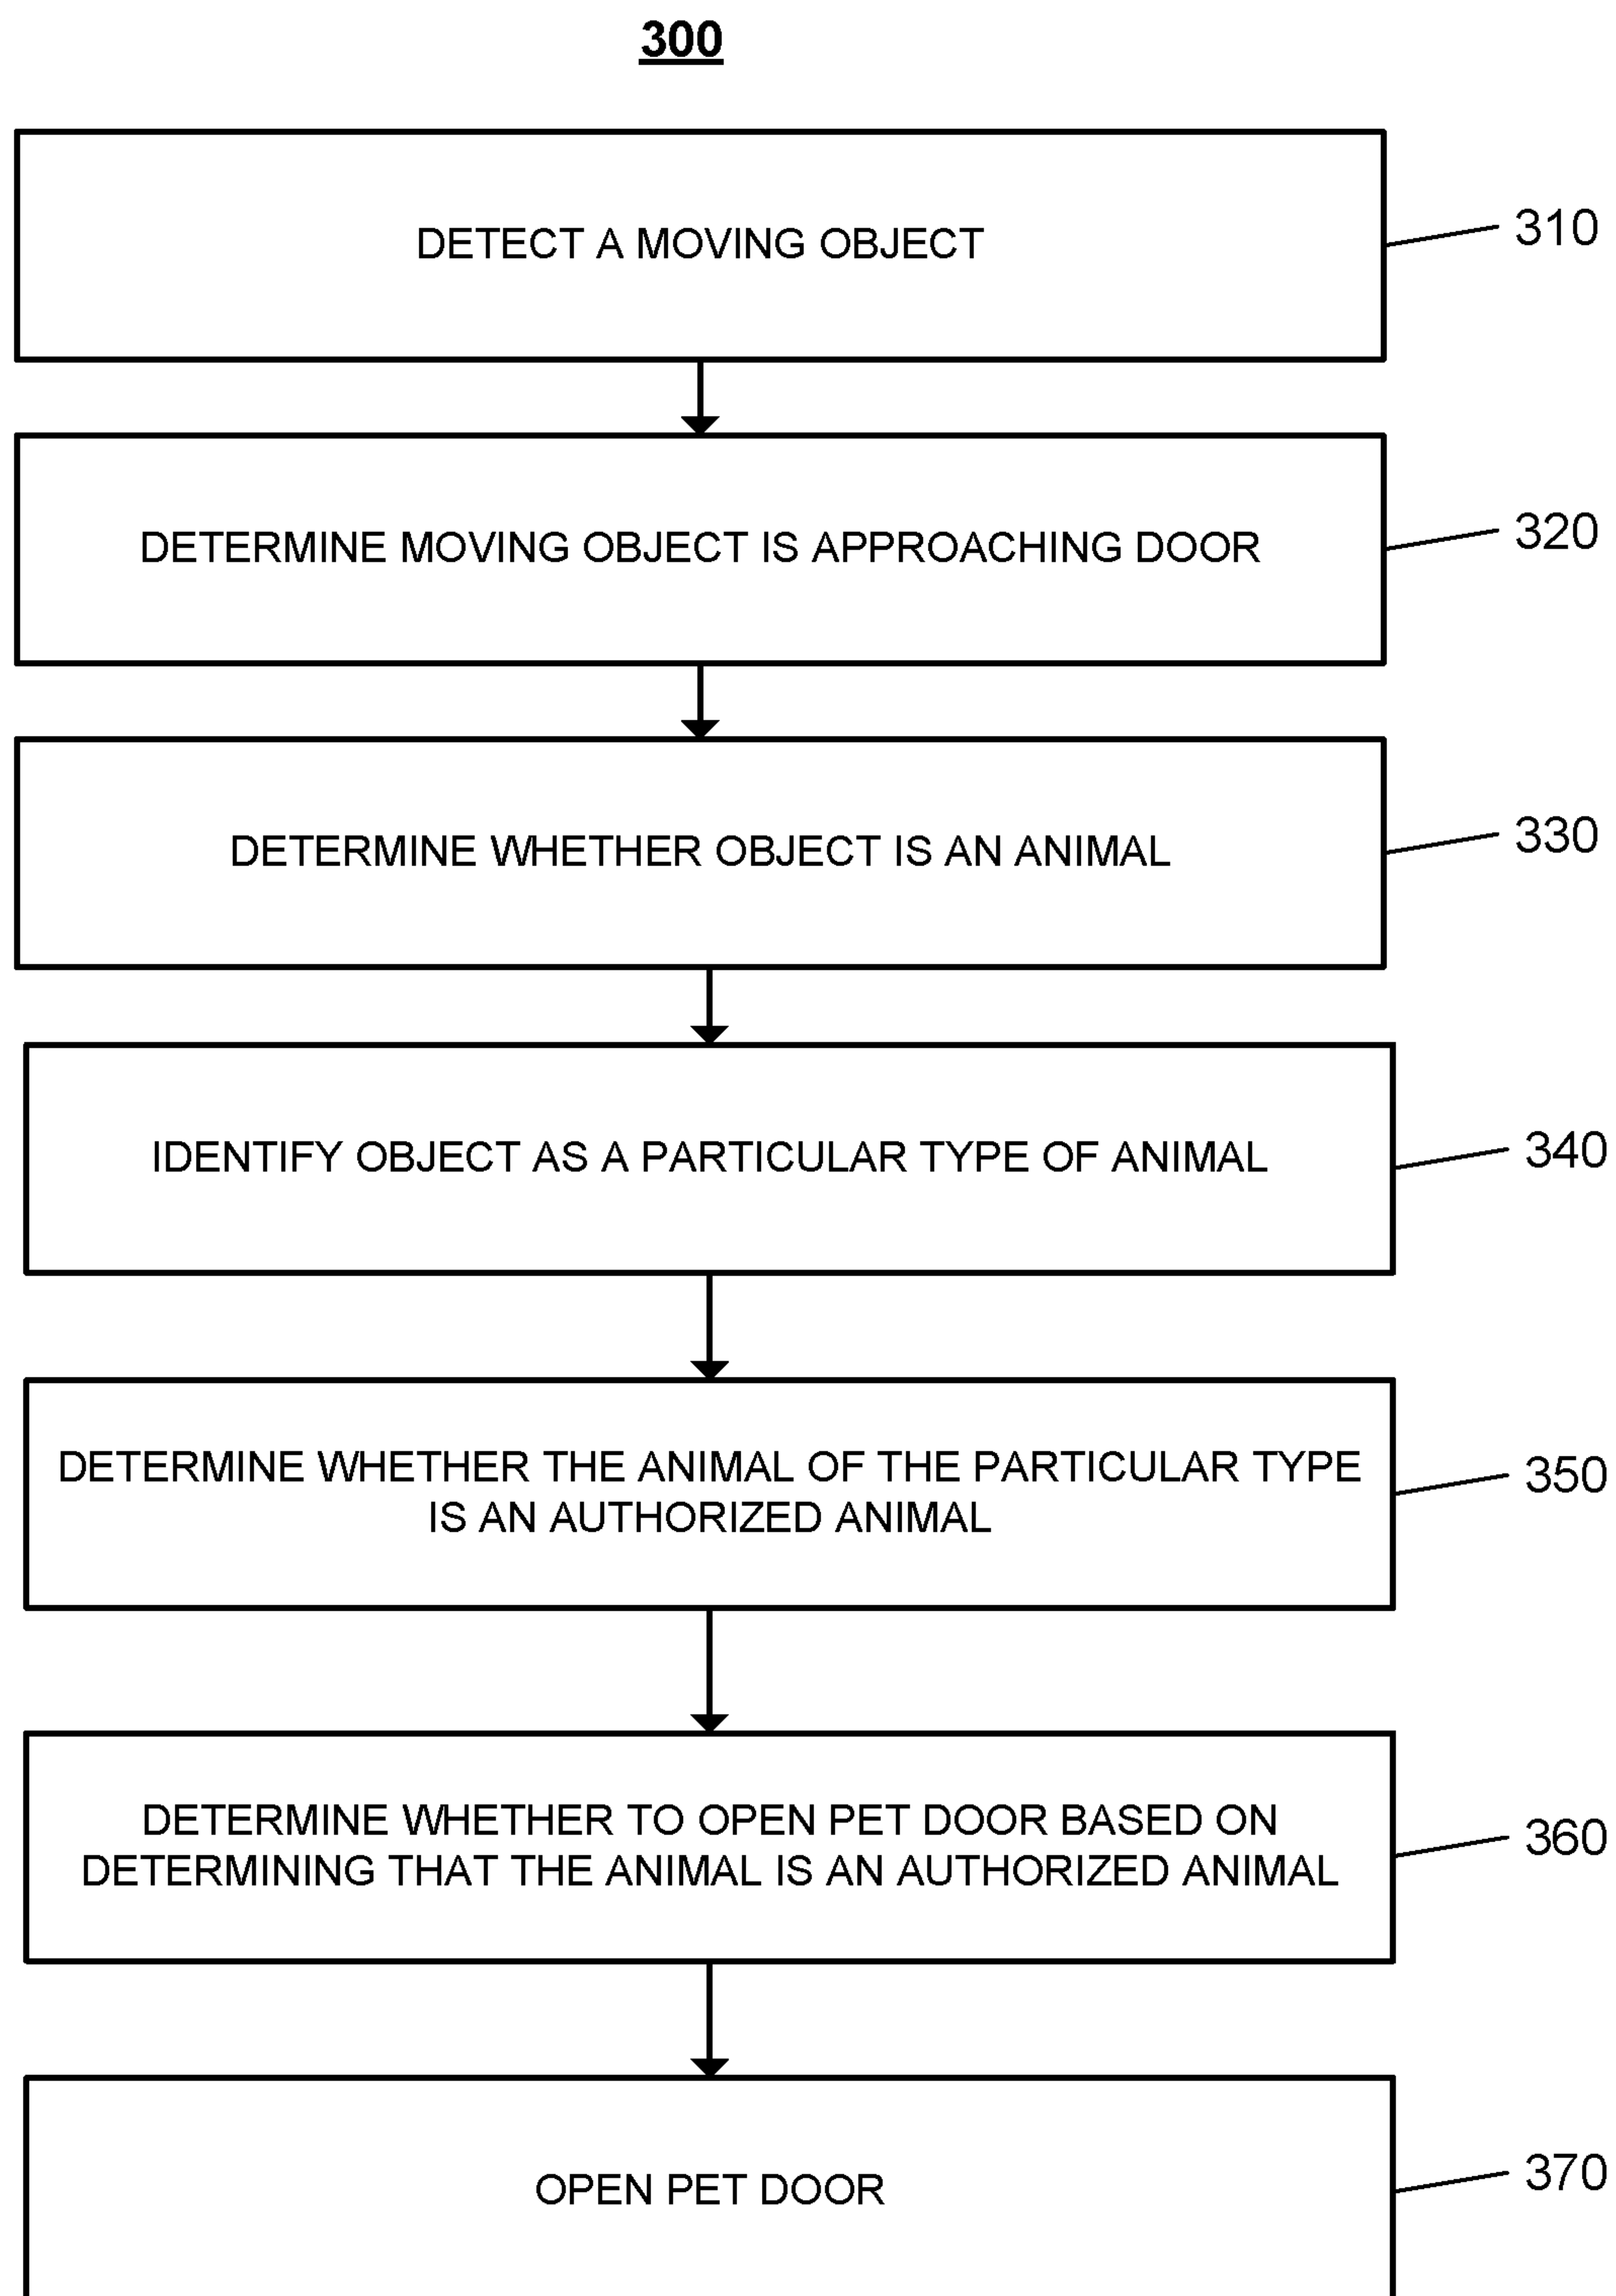 300
DETECT A MOVING OBJECT
310
DETERMINE MOVING OBJECT IS APPROACHING DOOR
320
DETERMINE WHETHER OBJECT IS AN ANIMAL
330
IDENTIFY OBJECT AS A PARTICULAR TYPE OF ANIMAL
340
DETERMINE WHETHER THE ANIMAL OF THE PARTICULAR TYPE
IS AN AUTHORIZED ANIMAL
350
DETERMINE WHETHER TO OPEN PET DOOR BASED ON
DETERMINING THAT THE ANIMAL IS AN AUTHORIZED ANIMAL
360
OPEN PET DOOR
370